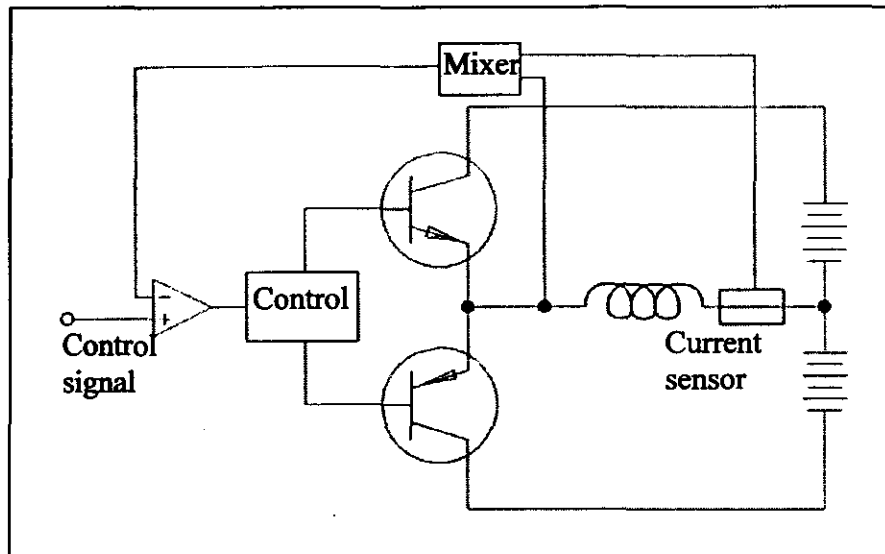 Mixer
Control
Control
signal
Current
sensor